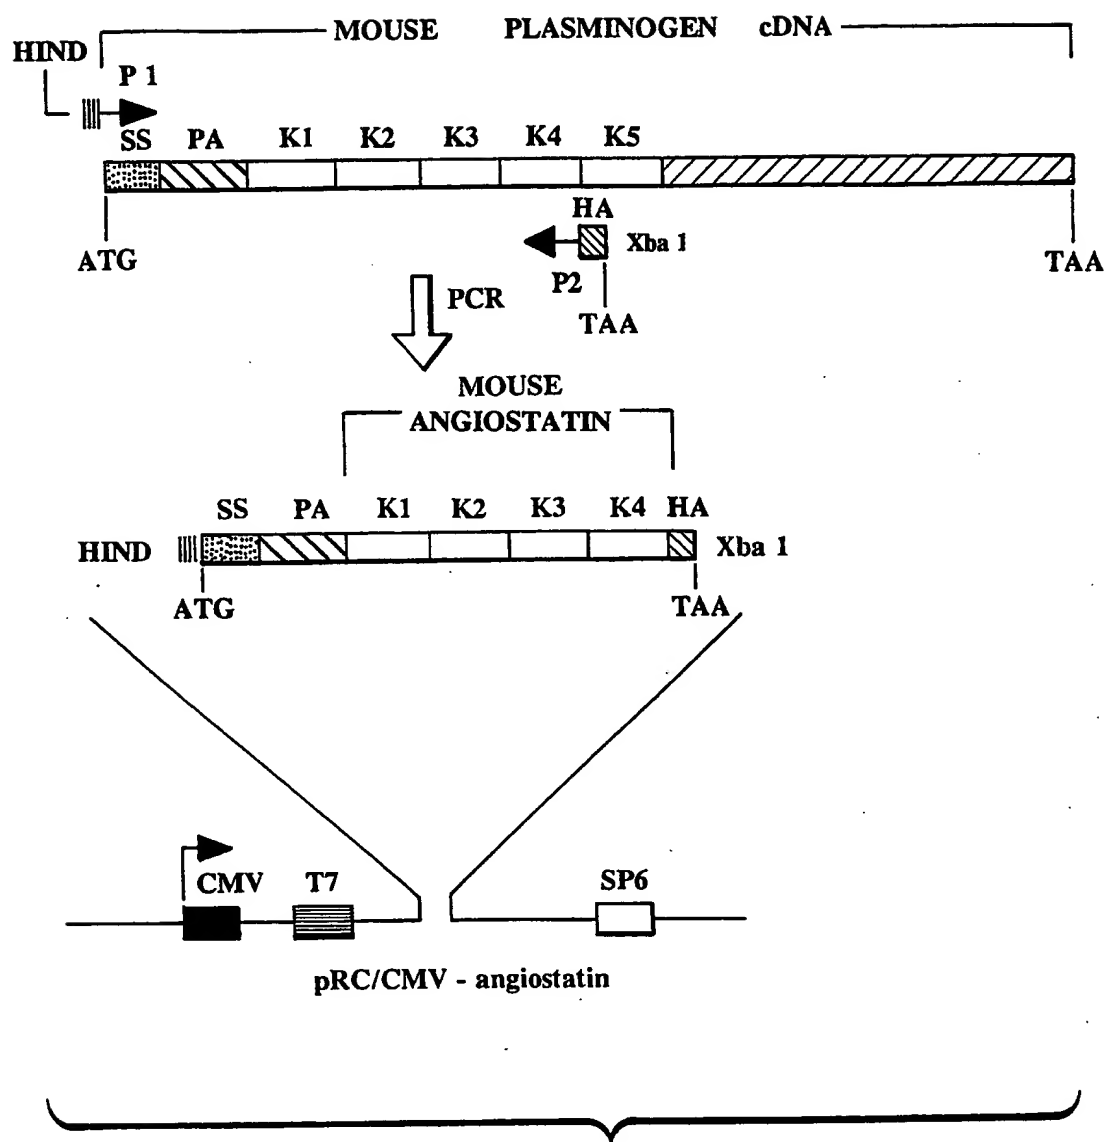 MOUSE PLASMINOGEN cDNA
HIND
P 1
SS PA K1 K2 K3 K4 K5
HA
Xba 1
ATG
P2
TAA
TAA
PCR
MOUSE
ANGIOSTATIN
SS PA K1 K2 K3 K4 HA
HIND
Xba 1
ATG
TAA
CMV
T7
SP6
pRC/CMV - angiostatin